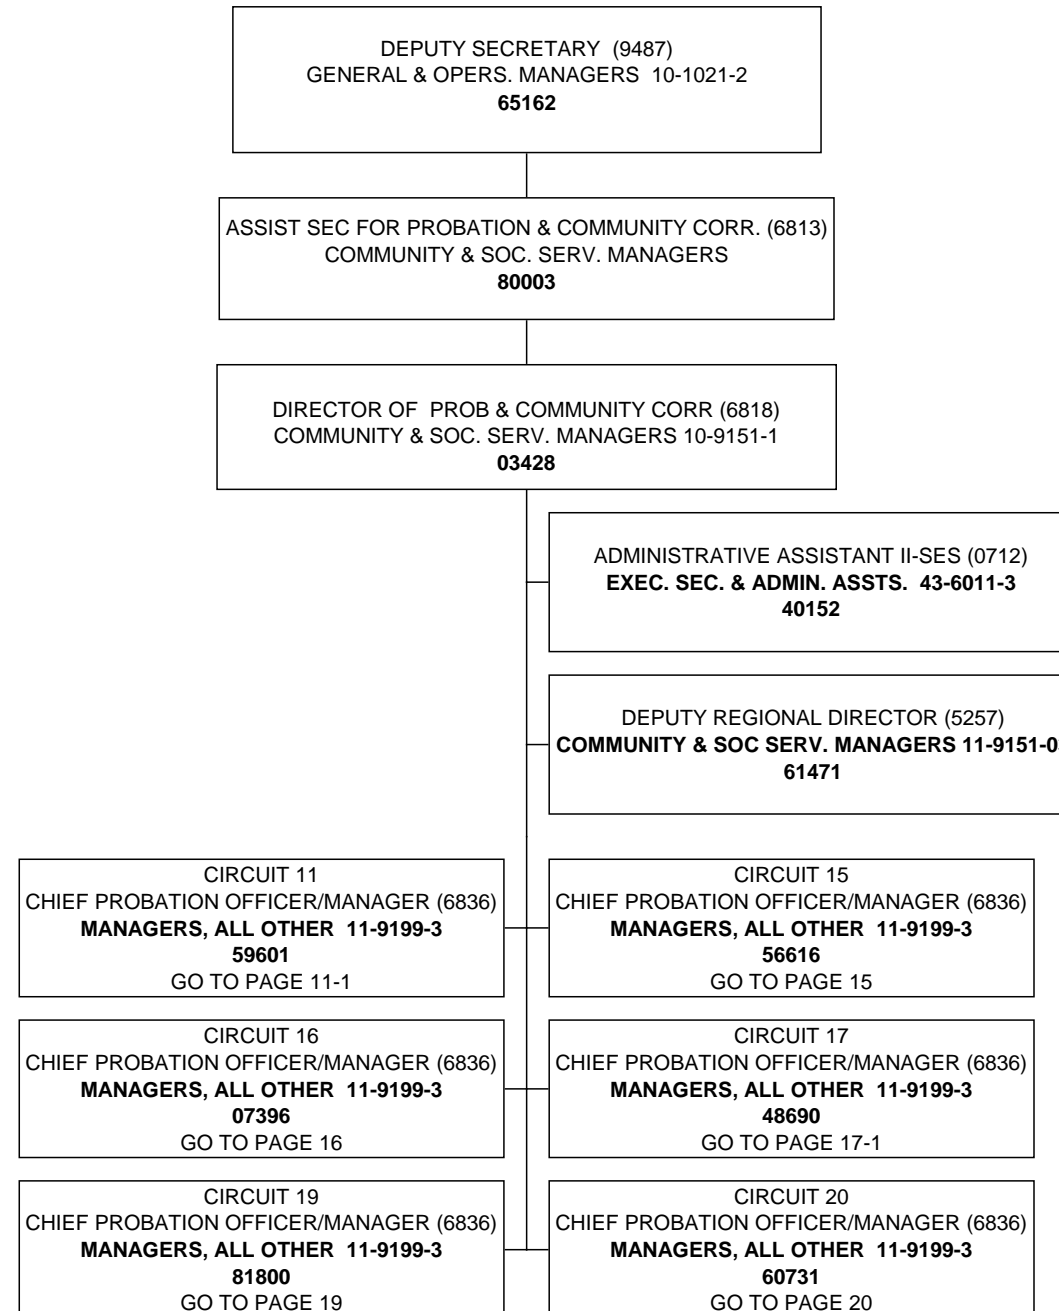 DEPUTY SECRETARY (9487)
GENERAL & OPERS. MANAGERS 10-1021-2
65162
ASSIST SEC FOR PROBATION & COMMUNITY CORR. (6813)
COMMUNITY & SOC. SERV. MANAGERS
80003
DIRECTOR OF PROB & COMMUNITY CORR (6818)
COMMUNITY & SOC. SERV. MANAGERS 10-9151-1
03428
ADMINISTRATIVE ASSISTANT II-SES (0712)
EXEC. SEC. & ADMIN. ASSTS. 43-6011-3
40152
DEPUTY REGIONAL DIRECTOR (5257)
COMMUNITY & SOC SERV. MANAGERS
61471
CIRCUIT 11
CHIEF PROBATION OFFICER/MANAGER (6836)
MANAGERS, ALL OTHER 11-9199-3
59601
GO TO PAGE 11-1
CIRCUIT 15
CHIEF PROBATION OFFICER/MANAGER (6836)
MANAGERS, ALL OTHER 11-9199-3
56616
GO TO PAGE 15
CIRCUIT 16
CHIEF PROBATION OFFICER/MANAGER (6836)
MANAGERS, ALL OTHER 11-9199-3
07396
GO TO PAGE 16
CIRCUIT 17
CHIEF PROBATION OFFICER/MANAGER (6836)
MANAGERS, ALL OTHER 11-9199-3
48690
GO TO PAGE 17-1
CIRCUIT 19
CHIEF PROBATION OFFICER/MANAGER (6836)
MANAGERS, ALL OTHER 11-9199-3
81800
GO TO PAGE 19
CIRCUIT 20
CHIEF PROBATION OFFICER/MANAGER (6836)
MANAGERS, ALL OTHER 11-9199-3
60731
GO TO PAGE 20